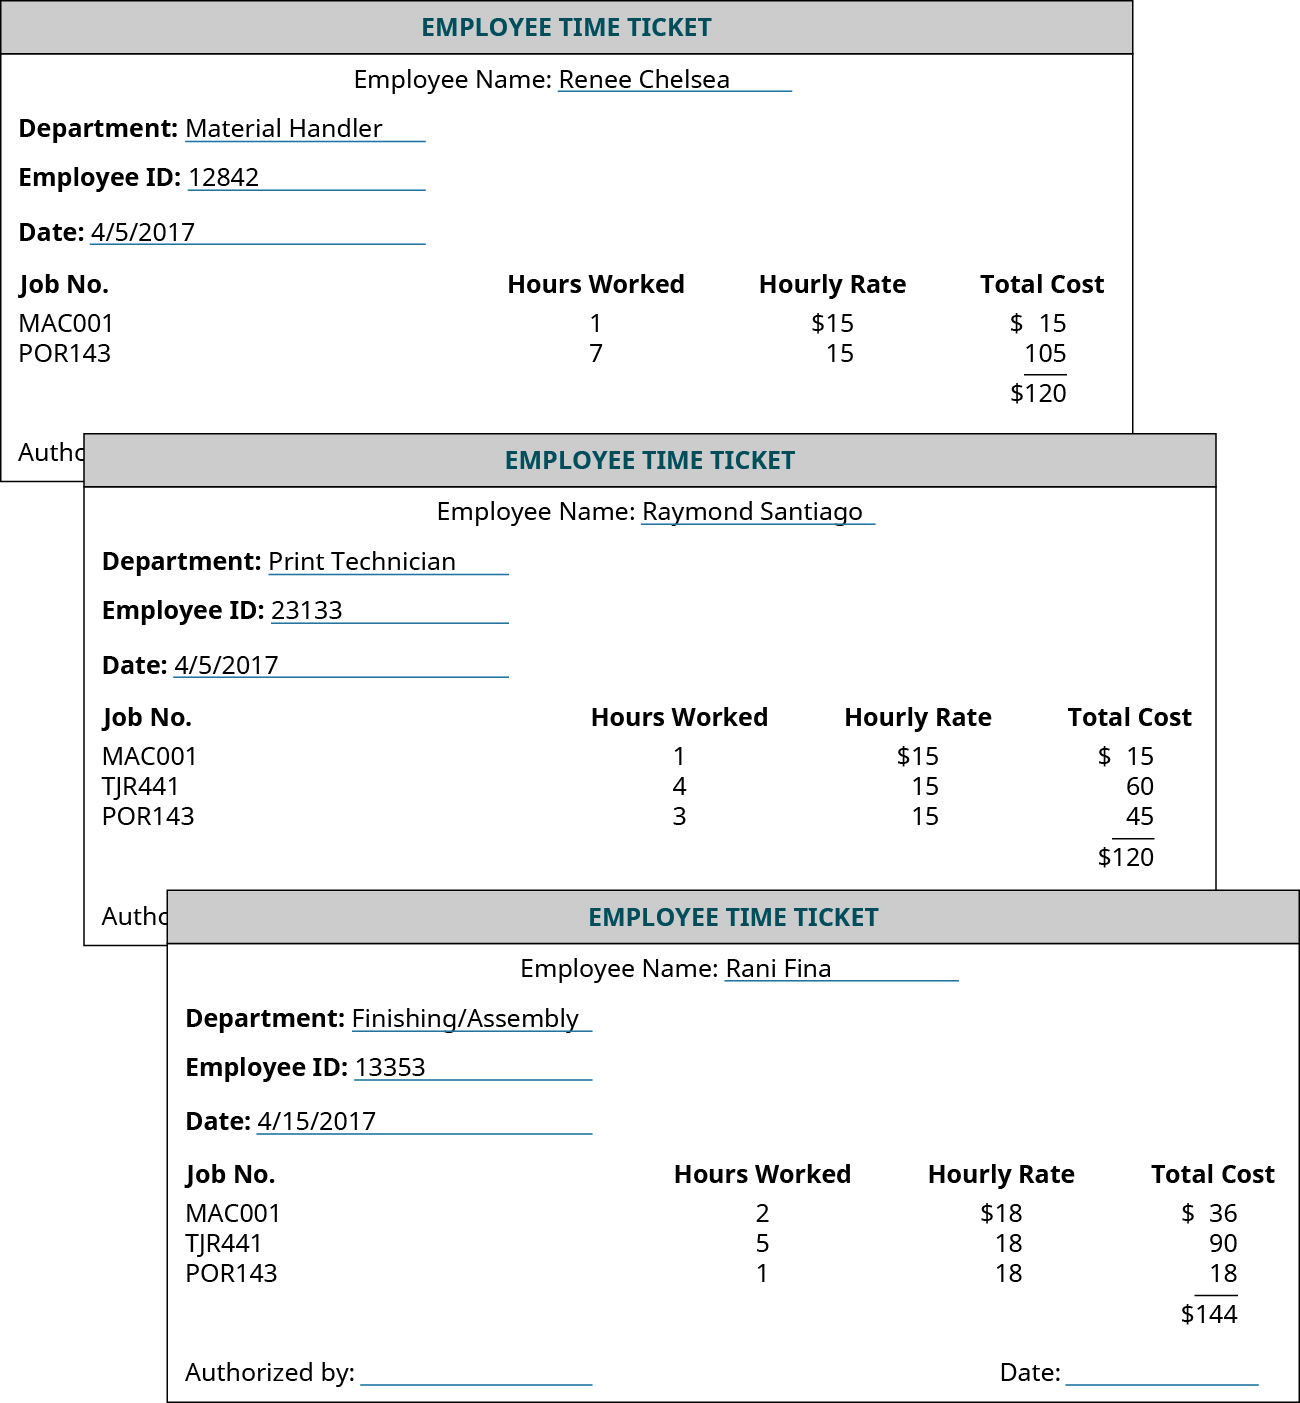 EMPLOYEE TIME TICKET
Employee Name: Renee Chelsea
Department: Material Handler
Employee ID: 12842
Date: 4/5/2017
Job No. Hours Worked Hourly Rate Total Cost
MAC001 1 $15 $ 15
POR143 7 15 105
$120
Autho
EMPLOYEE TIME TICKET
Employee Name: Raymond Santiago
Department: Print Technician
Employee ID: 23133
Date: 4/5/2017
Job No. Hours Worked Hourly Rate Total Cost
MAC001 1 $15 $ 15
TJR441 4 15 60
POR143 3 15 45
$120
Autho
EMPLOYEE TIME TICKET
Employee Name: Rani Fina
Department: Finishing/Assembly
Employee ID: 13353
Date: 4/15/2017
Job No. Hours Worked Hourly Rate Total Cost
MAC001 2 $18 $ 36
TJR441 5 18 90
POR143 1 18 18
$144
Authorized by: Date: